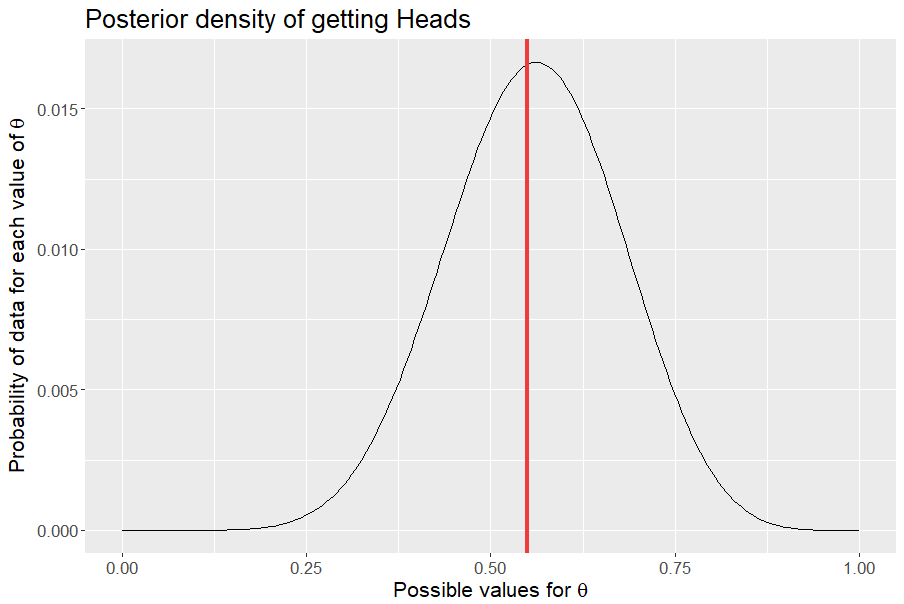 Posterior density of getting Heads
Probability of data for each value of θ
0.015
0.010
0.005
0.000
0.00 0.25 0.50 0.75 1.00
Possible values for θ